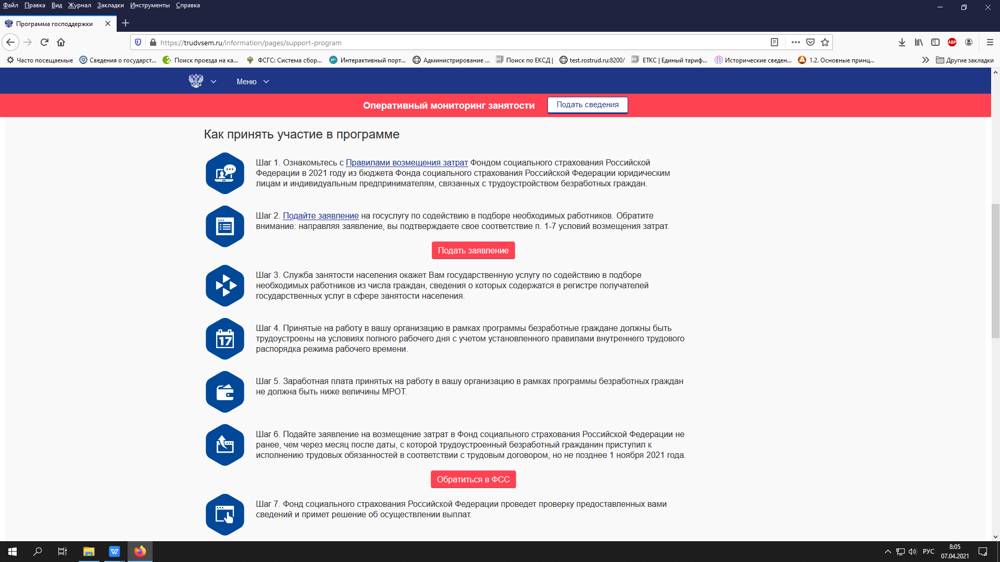 Файл Правка Вид Журнал Закладки Инструменты Справка
Программа господдержки
https://trudvsem.ru/information/pages/support-program
ABP
Часто посещаемые Сведения о государст... Поиск проезда на ка... ФСГС: Система сбор... Интерактивный порт... Администрирование ... Поиск по ЕКСД | test.rostrud.ru:8200/ ЕТКС | Единый тариф... Исторические сведен... 1.2. Основные принц... Другие закладки
Меню
Оперативный мониторинг занятости Подать сведения
Как принять участие в программе
Шаг 1. Ознакомьтесь с Правилами возмещения затрат Фондом социального страхования Российской
Федерации в 2021 году из бюджета Фонда социального страхования Российской Федерации юридическим
лицам и индивидуальным предпринимателям, связанных с трудоустройством безработных граждан.
Шаг 2. Подайте заявление на госуслугу по содействию в подборе необходимых работников. Обратите
внимание: направляя заявление, вы подтверждаете свое соответствие п. 1-7 условий возмещения затрат.
Подать заявление
Шаг 3. Служба занятости населения окажет Вам государственную услугу по содействию в подборе
необходимых работников из числа граждан, сведения о которых содержатся в регистре получателей
государственных услуг в сфере занятости населения.
17
Шаг 4. Принятые на работу в вашу организацию в рамках программы безработные граждане должны быть
трудоустроены на условиях полного рабочего дня с учетом установленного правилами внутреннего трудового
распорядка режима рабочего времени.
Шаг 5. Заработная плата принятых на работу в вашу организацию в рамках программы безработных граждан
не должна быть ниже величины МРОТ.
Шаг 6. Подайте заявление на возмещение затрат в Фонд социального страхования Российской Федерации не
ранее, чем через месяц после даты, с которой трудоустроенный безработный гражданин приступил к
исполнению трудовых обязанностей в соответствии с трудовым договором, но не позднее 1 ноября 2021 года.
Обратиться в ФСС
Шаг 7. Фонд социального страхования Российской Федерации проведет проверку предоставленных вами
сведений и примет решение об осуществлении выплат.
РУС
8:05
07.04.2021